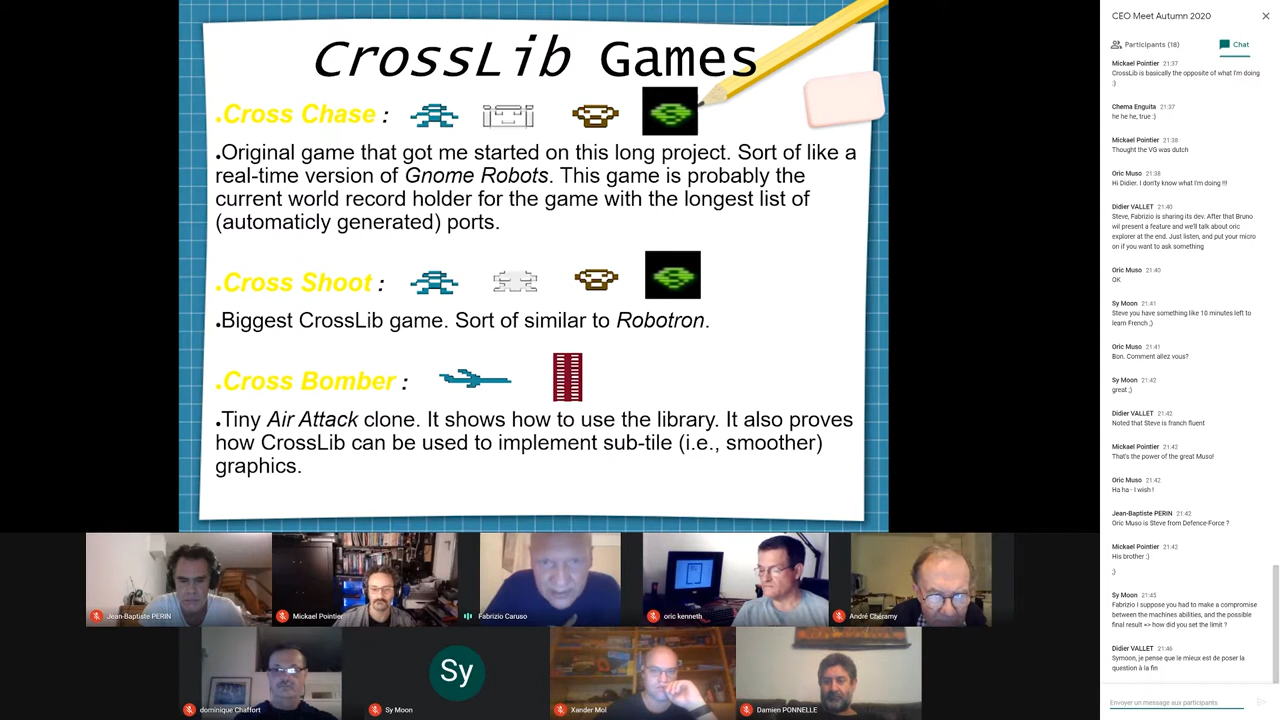 CrossLib Games
•Cross Chase :
•Original game that got me started on this long project. Sort of like a
real-time version of Gnome Robots. This game is probably the
current world record holder for the game with the longest list of
(automaticly generated) ports.
•Cross Shoot :
•Biggest CrossLib game. Sort of similar to Robotron.
•Cross Bomber :
•Tiny Air Attack clone. It shows how to use the library. It also proves
how CrossLib can be used to implement sub-tile (i.e., smoother)
graphics.
Jean-Baptiste PERIN
Mickael Pointier
Fabrizio Caruso
oric kenneth
André Chéramy
dominique Chaffort
Sy
Sy Moon
Xander Mol
Damien PONNELLE
CEO Meet Autumn 2020
Participants (18)
Chat
Mickael Pointier 21:37
CrossLib is basically the opposite of what I'm doing
:)
Chema Enguita 21:37
he he he, true :)
Mickael Pointier 21:38
Thought the VG was dutch
Oric Muso 21:38
Hi Didier. I don'ty know what I'm doing !!!
Didier VALLET 21:40
Steve, Fabrizio is sharing its dev. After that Bruno
wil present a feature and we'll talk about oric
explorer at the end. Just listen, and put your micro
on if you want to ask something
Oric Muso 21:40
OK
Sy Moon 21:41
Steve you have something like 10 minutes left to
learn French ;)
Oric Muso 21:41
Bon. Comment allez vous?
Sy Moon 21:42
great ;)
Didier VALLET 21:42
Noted that Steve is franch fluent
Mickael Pointier 21:42
That's the power of the great Muso!
Oric Muso 21:42
Ha ha - I wish !
Jean-Baptiste PERIN 21:42
Oric Muso is Steve from Defence-Force ?
Mickael Pointier 21:42
His brother :)
;)
Sy Moon 21:45
Fabrizio I suppose you had to make a compromise
between the machines abilities, and the possible
final result => how did you set the limit ?
Didier VALLET 21:46
Symoon, je pense que le mieux est de poser la
question à la fin
Envoyer un message aux participants